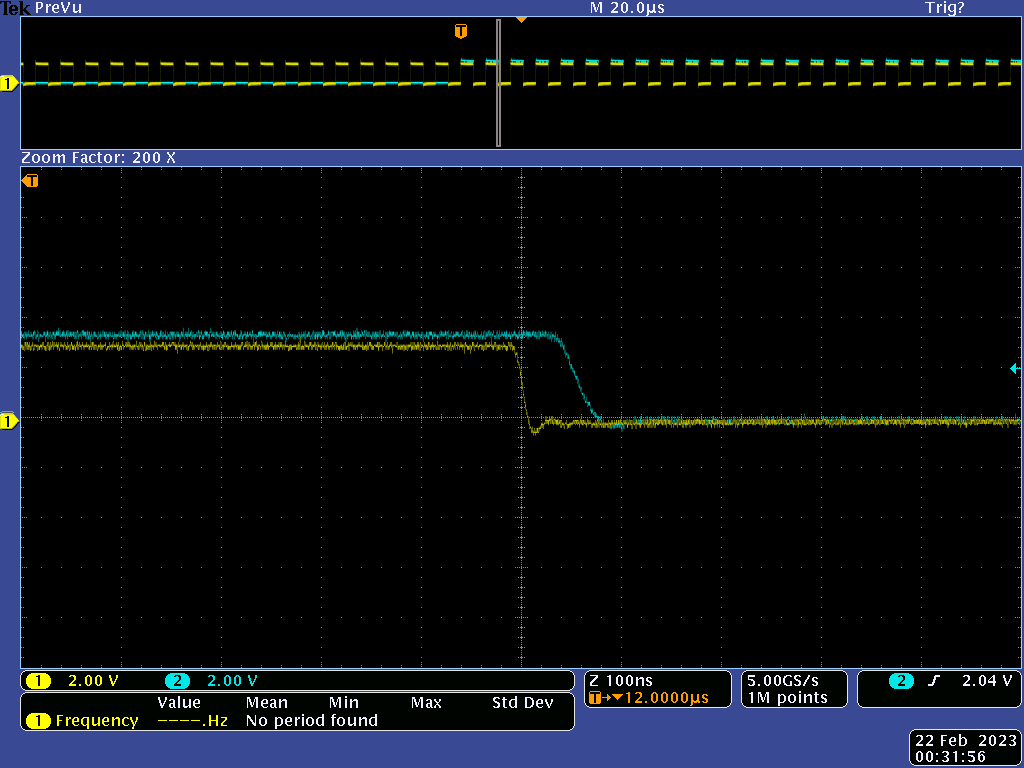 Tek PreVu M 20.0µs Trig?
T
1
Zoom Factor: 200 X
T
1
1 2.00 V 2 2.00 V
Z 100ns
T→▼12.0000µs
5.00GS/s
1M points
2 2.04 V
Value Mean Min Max Std Dev
1 Frequency ----.Hz No period found
22 Feb 2023
00:31:56